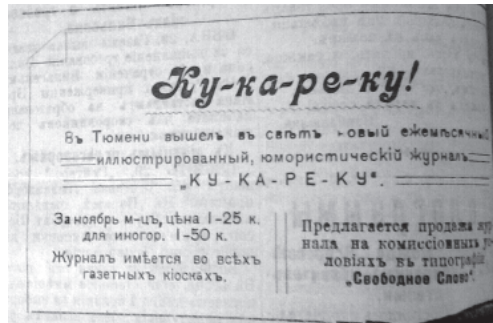 Ку-ка-ре-ку!
Въ Тюмени вышелъ въ свѣтъ новый ежемѣсячный
иллюстрированный, юмористическій журналъ
„КУ-КА-РЕ-КУ“.
За ноябрь м-цъ, цѣна 1-25 к.
для иногор. 1-50 к.
Журналъ имѣется во всѣхъ
газетныхъ кіоскахъ.
Предлагается продажа жур
нала на комиссіонныхъ ус
ловіяхъ въ типографіи
„Свободное Слово“.